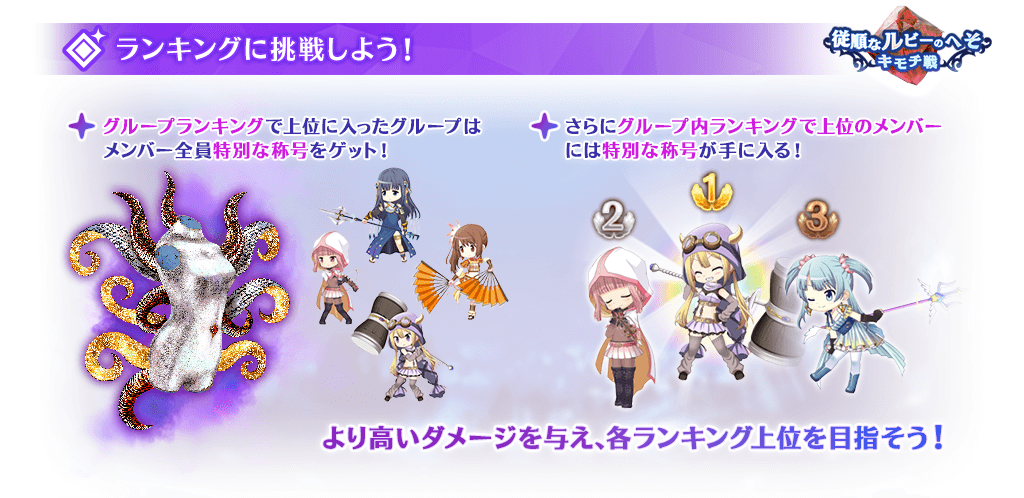 ランキングに挑戦しよう!
従順なルビーのへそ
キモチ戦
グループランキングで上位に入ったグループは
メンバー全員特別な称号をゲット!
さらにグループ内ランキングで上位のメンバー
には特別な称号が手に入る!
1
2
3
より高いダメージを与え、各ランキング上位を目指そう!